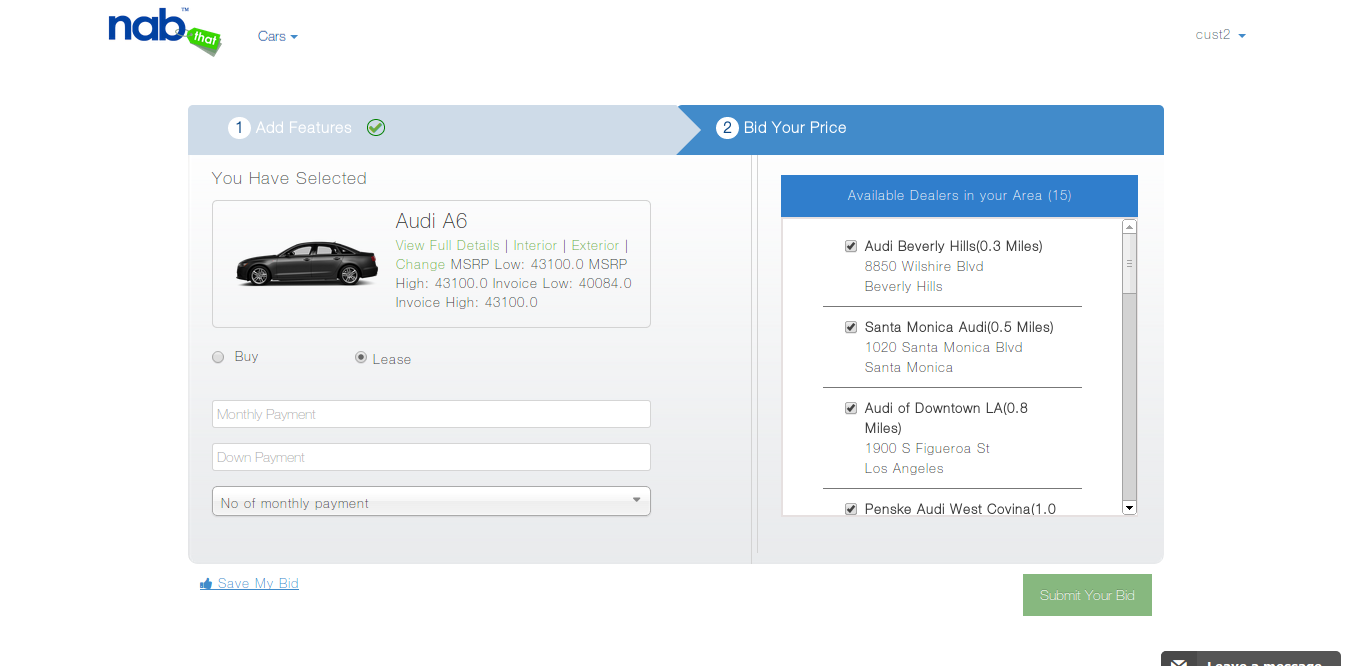 nab™
that
Cars
cust2
1 Add Features
2 Bid Your Price
You Have Selected
Audi A6
View Full Details | Interior | Exterior |
Change MSRP Low: 43100.0 MSRP
High: 43100.0 Invoice Low: 40084.0
Invoice High: 43100.0
Buy
Lease
Monthly Payment
Down Payment
No of monthly payment
Save My Bid
Available Dealers in your Area (15)
Audi Beverly Hills(0.3 Miles)
8850 Wilshire Blvd
Beverly Hills
Santa Monica Audi(0.5 Miles)
1020 Santa Monica Blvd
Santa Monica
Audi of Downtown LA(0.8
Miles)
1900 S Figueroa St
Los Angeles
Penske Audi West Covina(1.0
Submit Your Bid
Leave a message